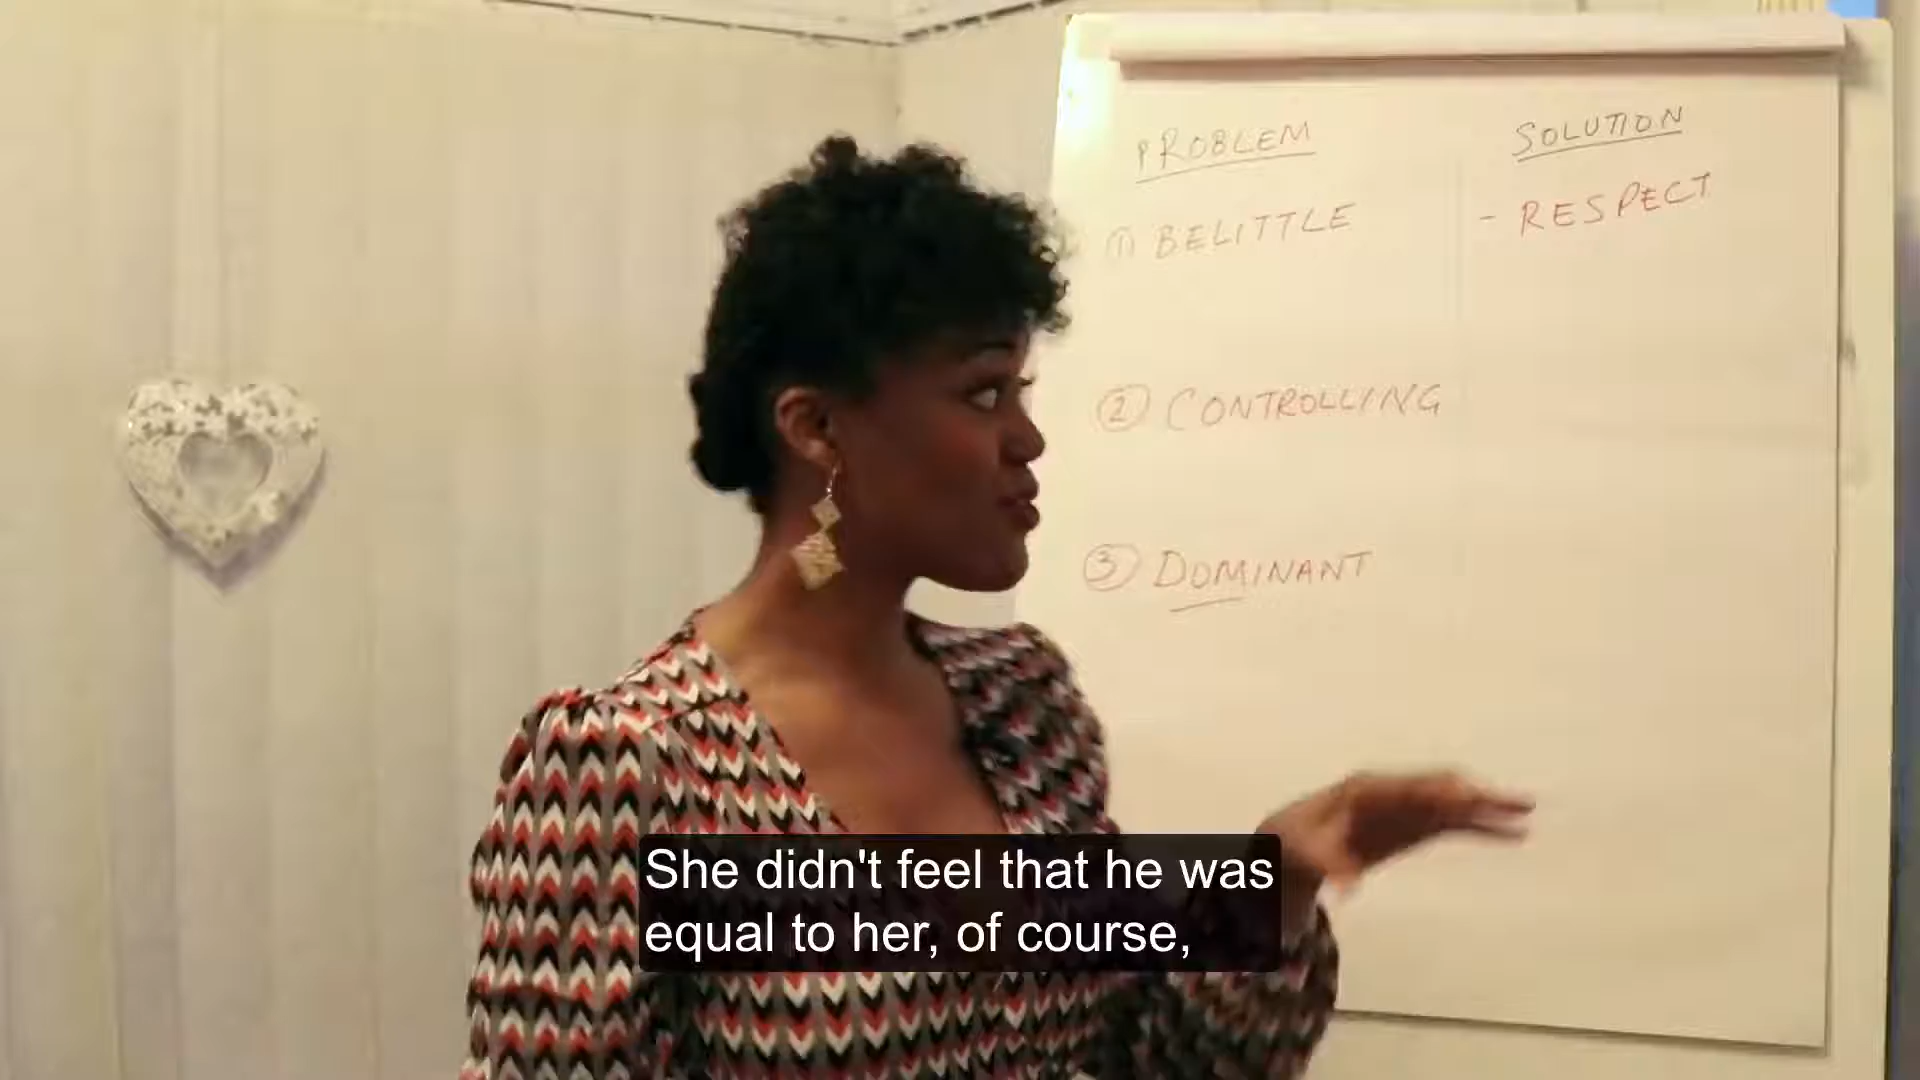 PROBLEM
SOLUTION
① BELITTLE
- RESPECT
② CONTROLLING
③ DOMINANT
She didn't feel that he was
equal to her, of course,